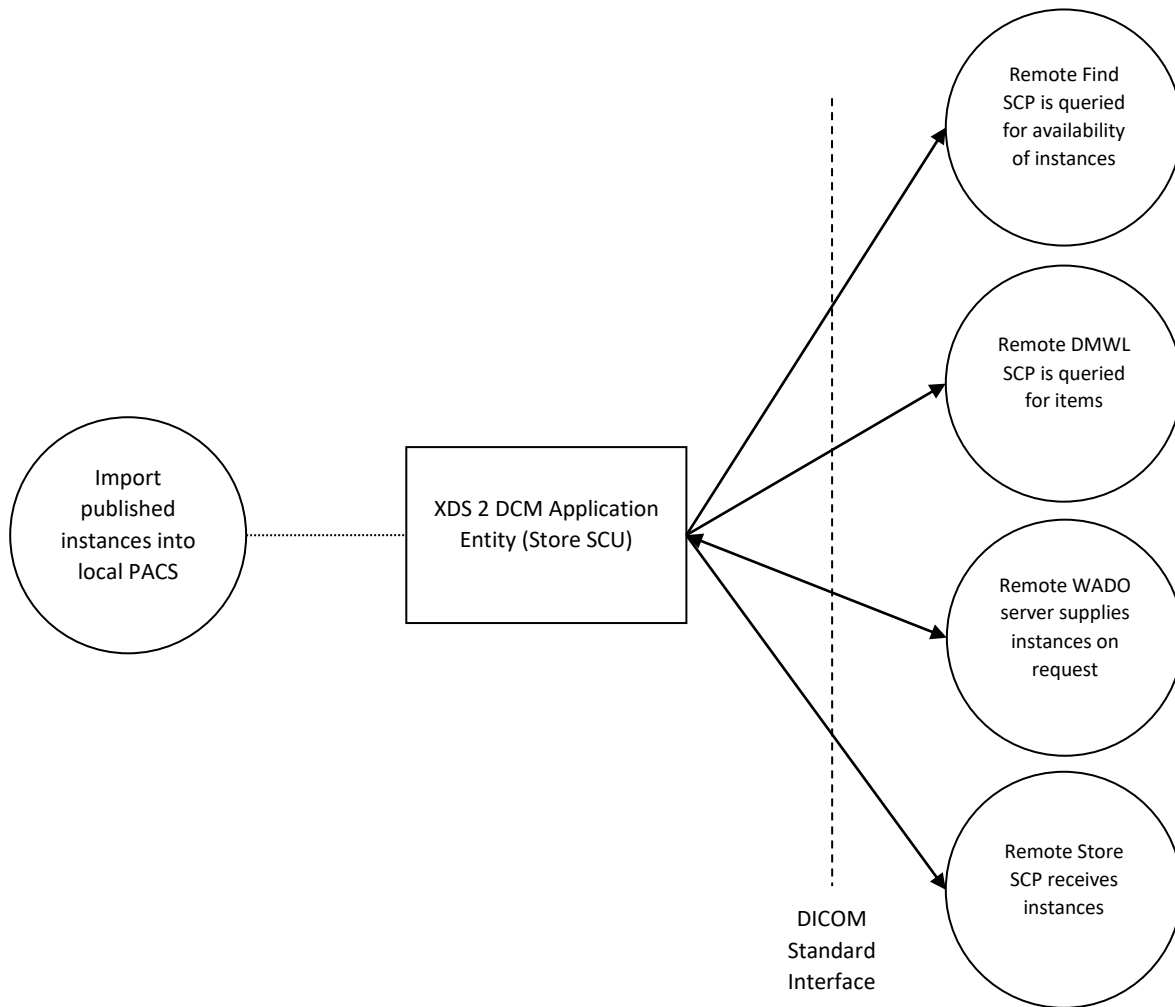 Import
published
instances into
local PACS
XDS 2 DCM Application
Entity (Store SCU)
Remote Find
SCP is queried
for availability
of instances
Remote DMWL
SCP is queried
for items
Remote WADO
server supplies
instances on
request
Remote Store
SCP receives
instances
DICOM
Standard
Interface